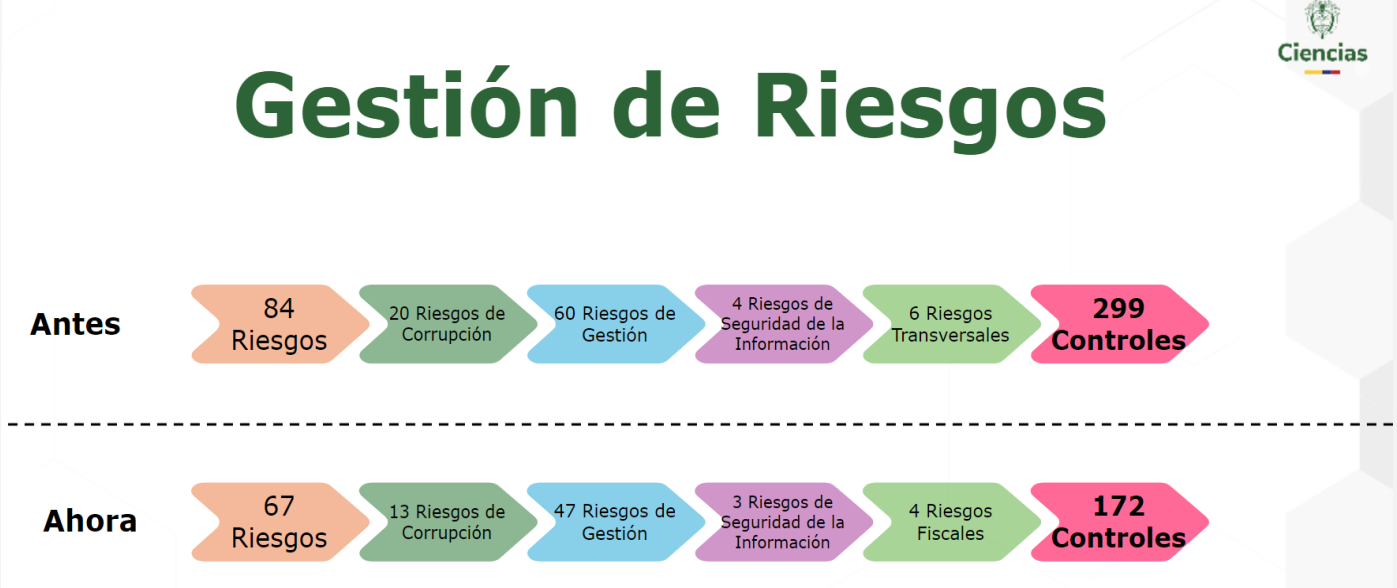 Ciencias
Gestión de Riesgos
Antes
84
Riesgos
20 Riesgos de
Corrupción
60 Riesgos de
Gestión
4 Riesgos de
Seguridad de la
Información
6 Riesgos
Transversales
299
Controles
Ahora
67
Riesgos
13 Riesgos de
Corrupción
47 Riesgos de
Gestión
3 Riesgos de
Seguridad de la
Información
4 Riesgos
Fiscales
172
Controles